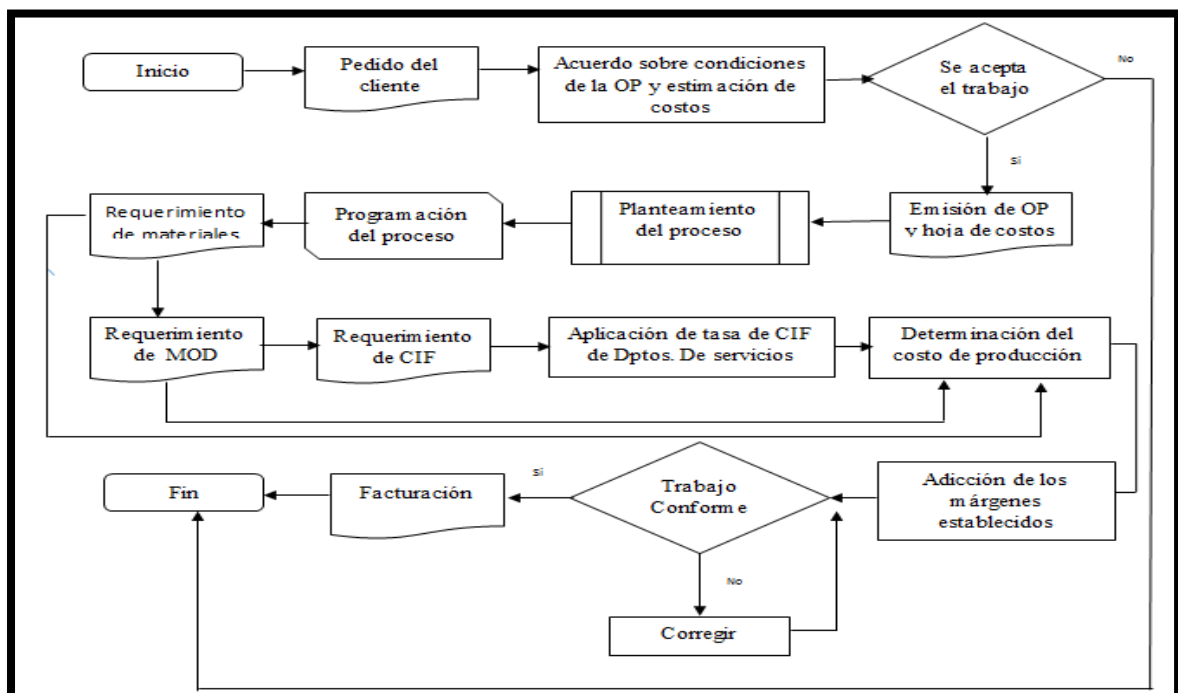 Inicio
Pedido del
cliente
Acuerdo sobre condiciones
de la OP y estimación de
costos
Se acepta
el trabajo
No
si
Requerimiento
de materiales
Programación
del proceso
Planteamiento
del proceso
Emisión de OP
y hoja de costos
Requerimiento
de MOD
Requerimiento
de CIF
Aplicación de tasa de CIF
de Dptos. De servicios
Determinación del
costo de producción
Fin
Facturación
sí
Trabajo
Conforme
Adicción de los
márgenes
establecidos
No
Corregir